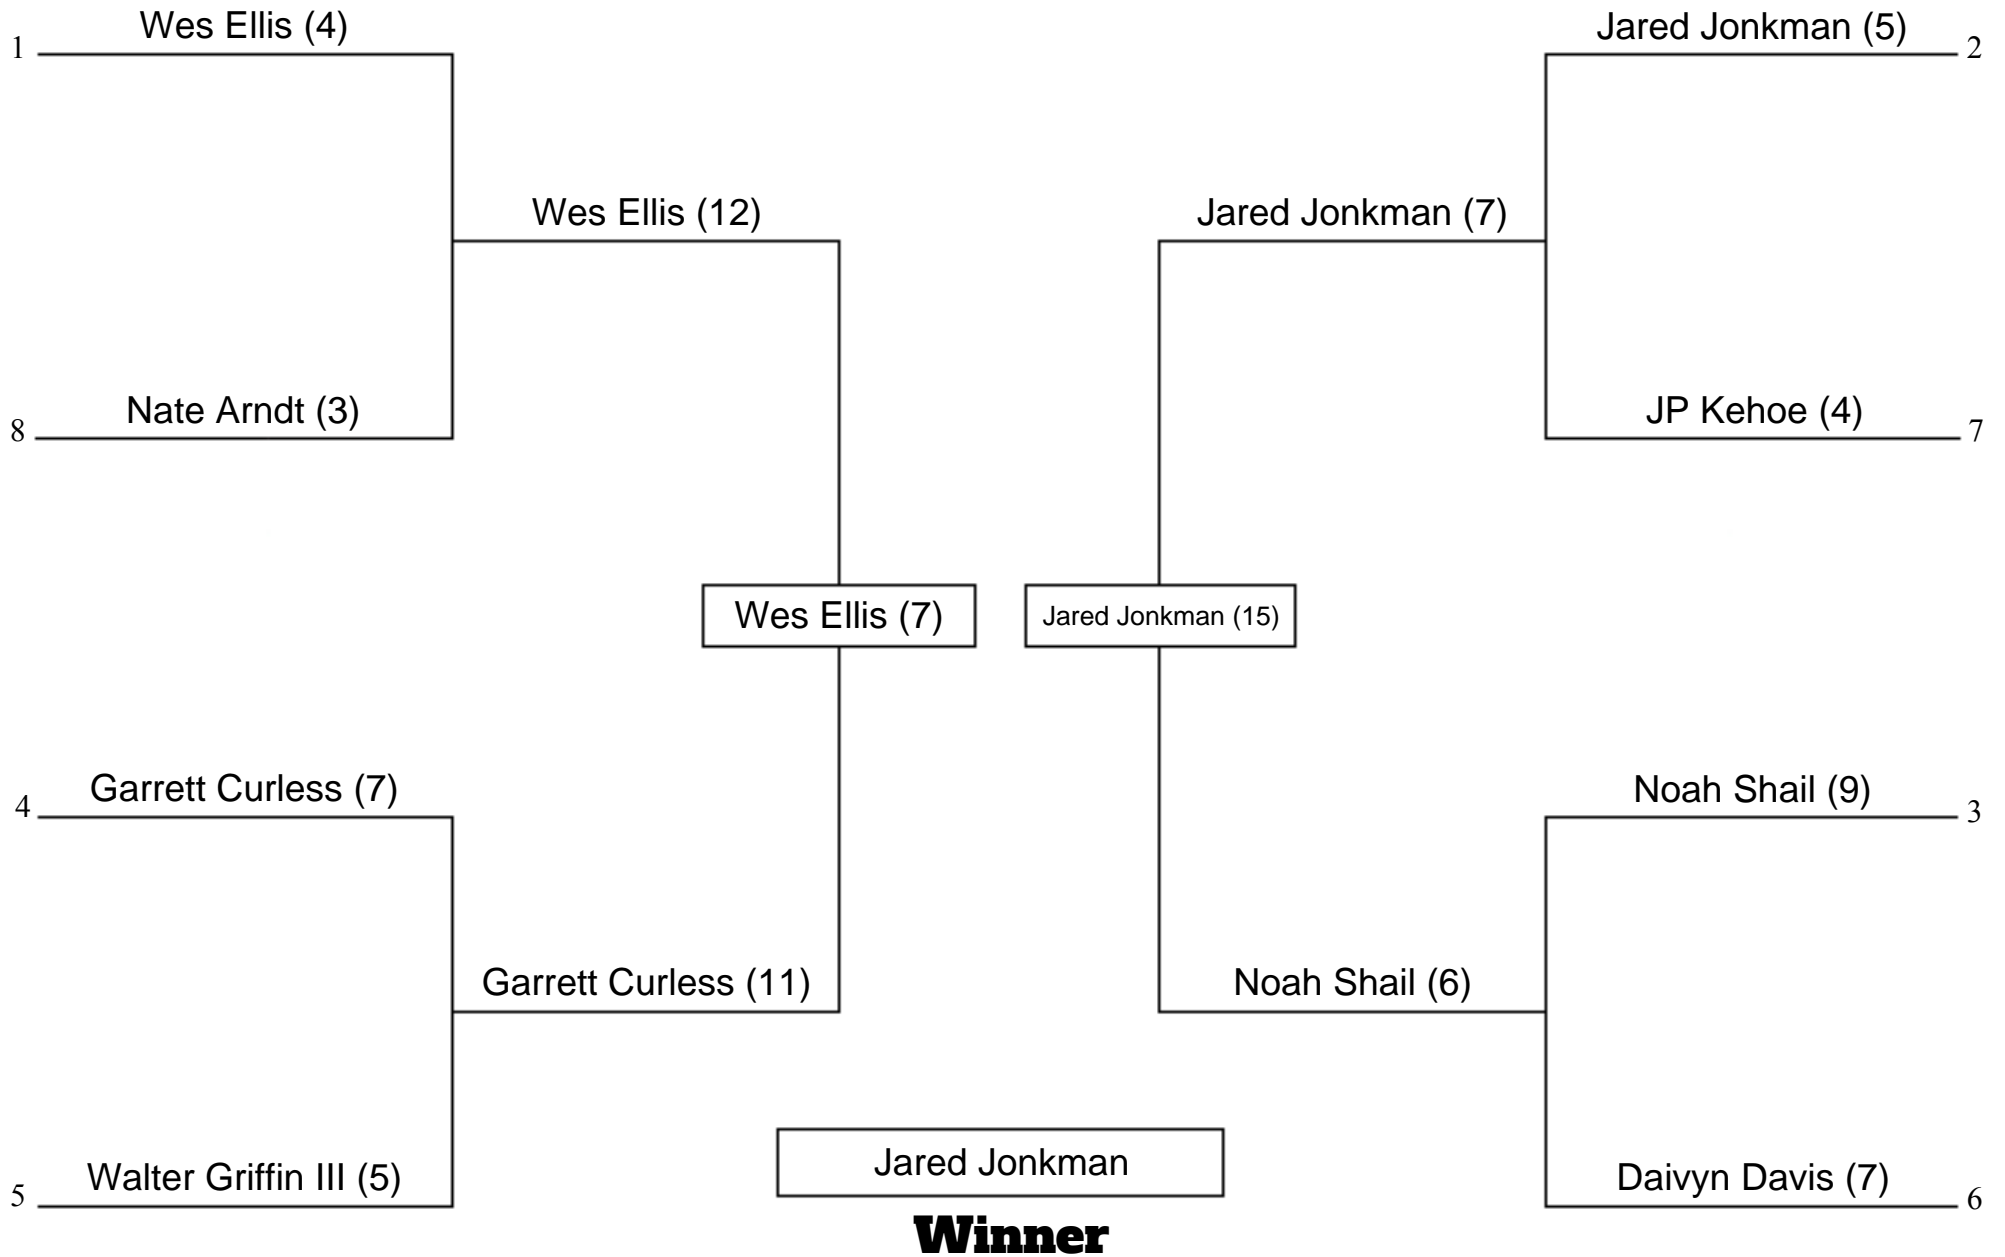 Wes Ellis (4)
Jared Jonkman (5)
1
2
Wes Ellis (12)
Jared Jonkman (7)
Nate Arndt (3)
JP Kehoe (4)
8
7
Wes Ellis (7)
Jared Jonkman (15)
Garrett Curless (7)
Noah Shail (9)
4
3
Garrett Curless (11)
Noah Shail (6)
Jared Jonkman
Walter Griffin III (5)
Daivyn Davis (7)
5
6
Winner